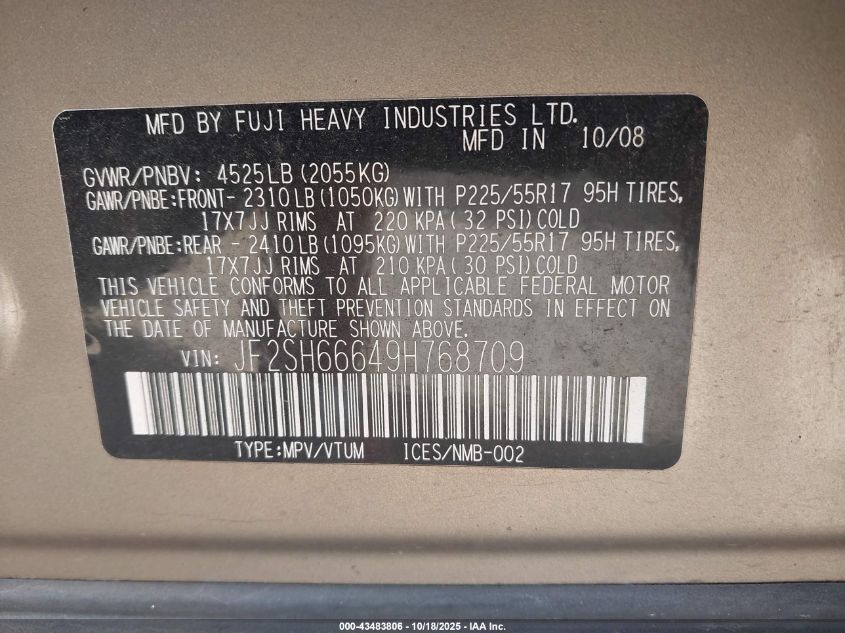 MFD BY FUJI HEAVY INDUSTRIES LTD.
MFD IN 10/08
GVWR/PNBV: 4525LB (2055KG)
GAWR/PNBE:FRONT- 2310LB (1050KG) WITH P225/55R17 95H TIRES,
17X7JJ RIMS AT 220 KPA( 32 PSI) COLD
GAWR/PNBE:REAR - 2410LB (1095KG) WITH P225/55R17 95H TIRES,
17X7JJ RIMS AT 210 KPA( 30 PSI) COLD
THIS VEHICLE CONFORMS TO ALL APPLICABLE FEDERAL MOTOR
VEHICLE SAFETY AND THEFT PREVENTION STANDARDS IN EFFECT ON
THE DATE OF MANUFACTURE SHOWN ABOVE.
VIN: JF2SH66649H768709
TYPE:MPV/VTUM ICES/NMB-002
000-43483806 - 10/18/2025 - IAA Inc.